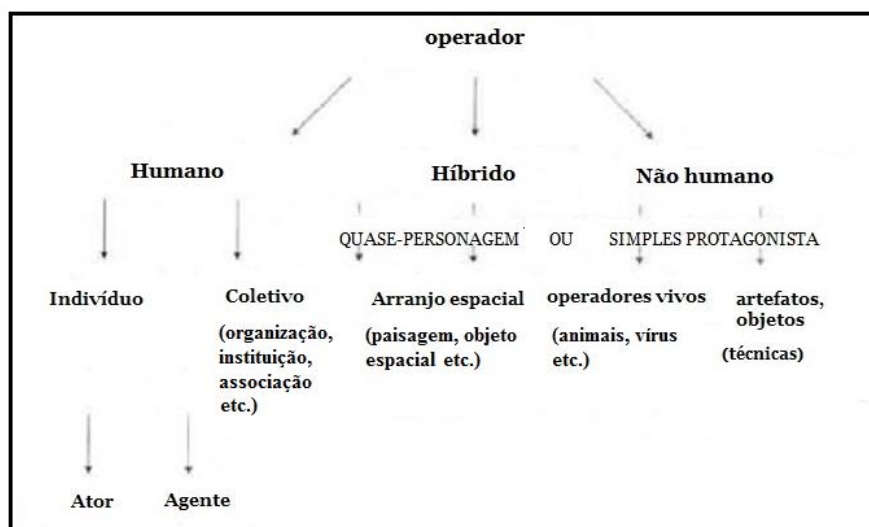 operador
Humano
Híbrido
Não humano
QUASE-PERSONAGEM OU SIMPLES PROTAGONISTA
Indivíduo
Coletivo
(organização,
instituição,
associação
etc.)
Arranjo espacial
(paisagem, objeto
espacial etc.)
operadores vivos
(animais, vírus
etc.)
artefatos,
objetos
(técnicas)
Ator
Agente